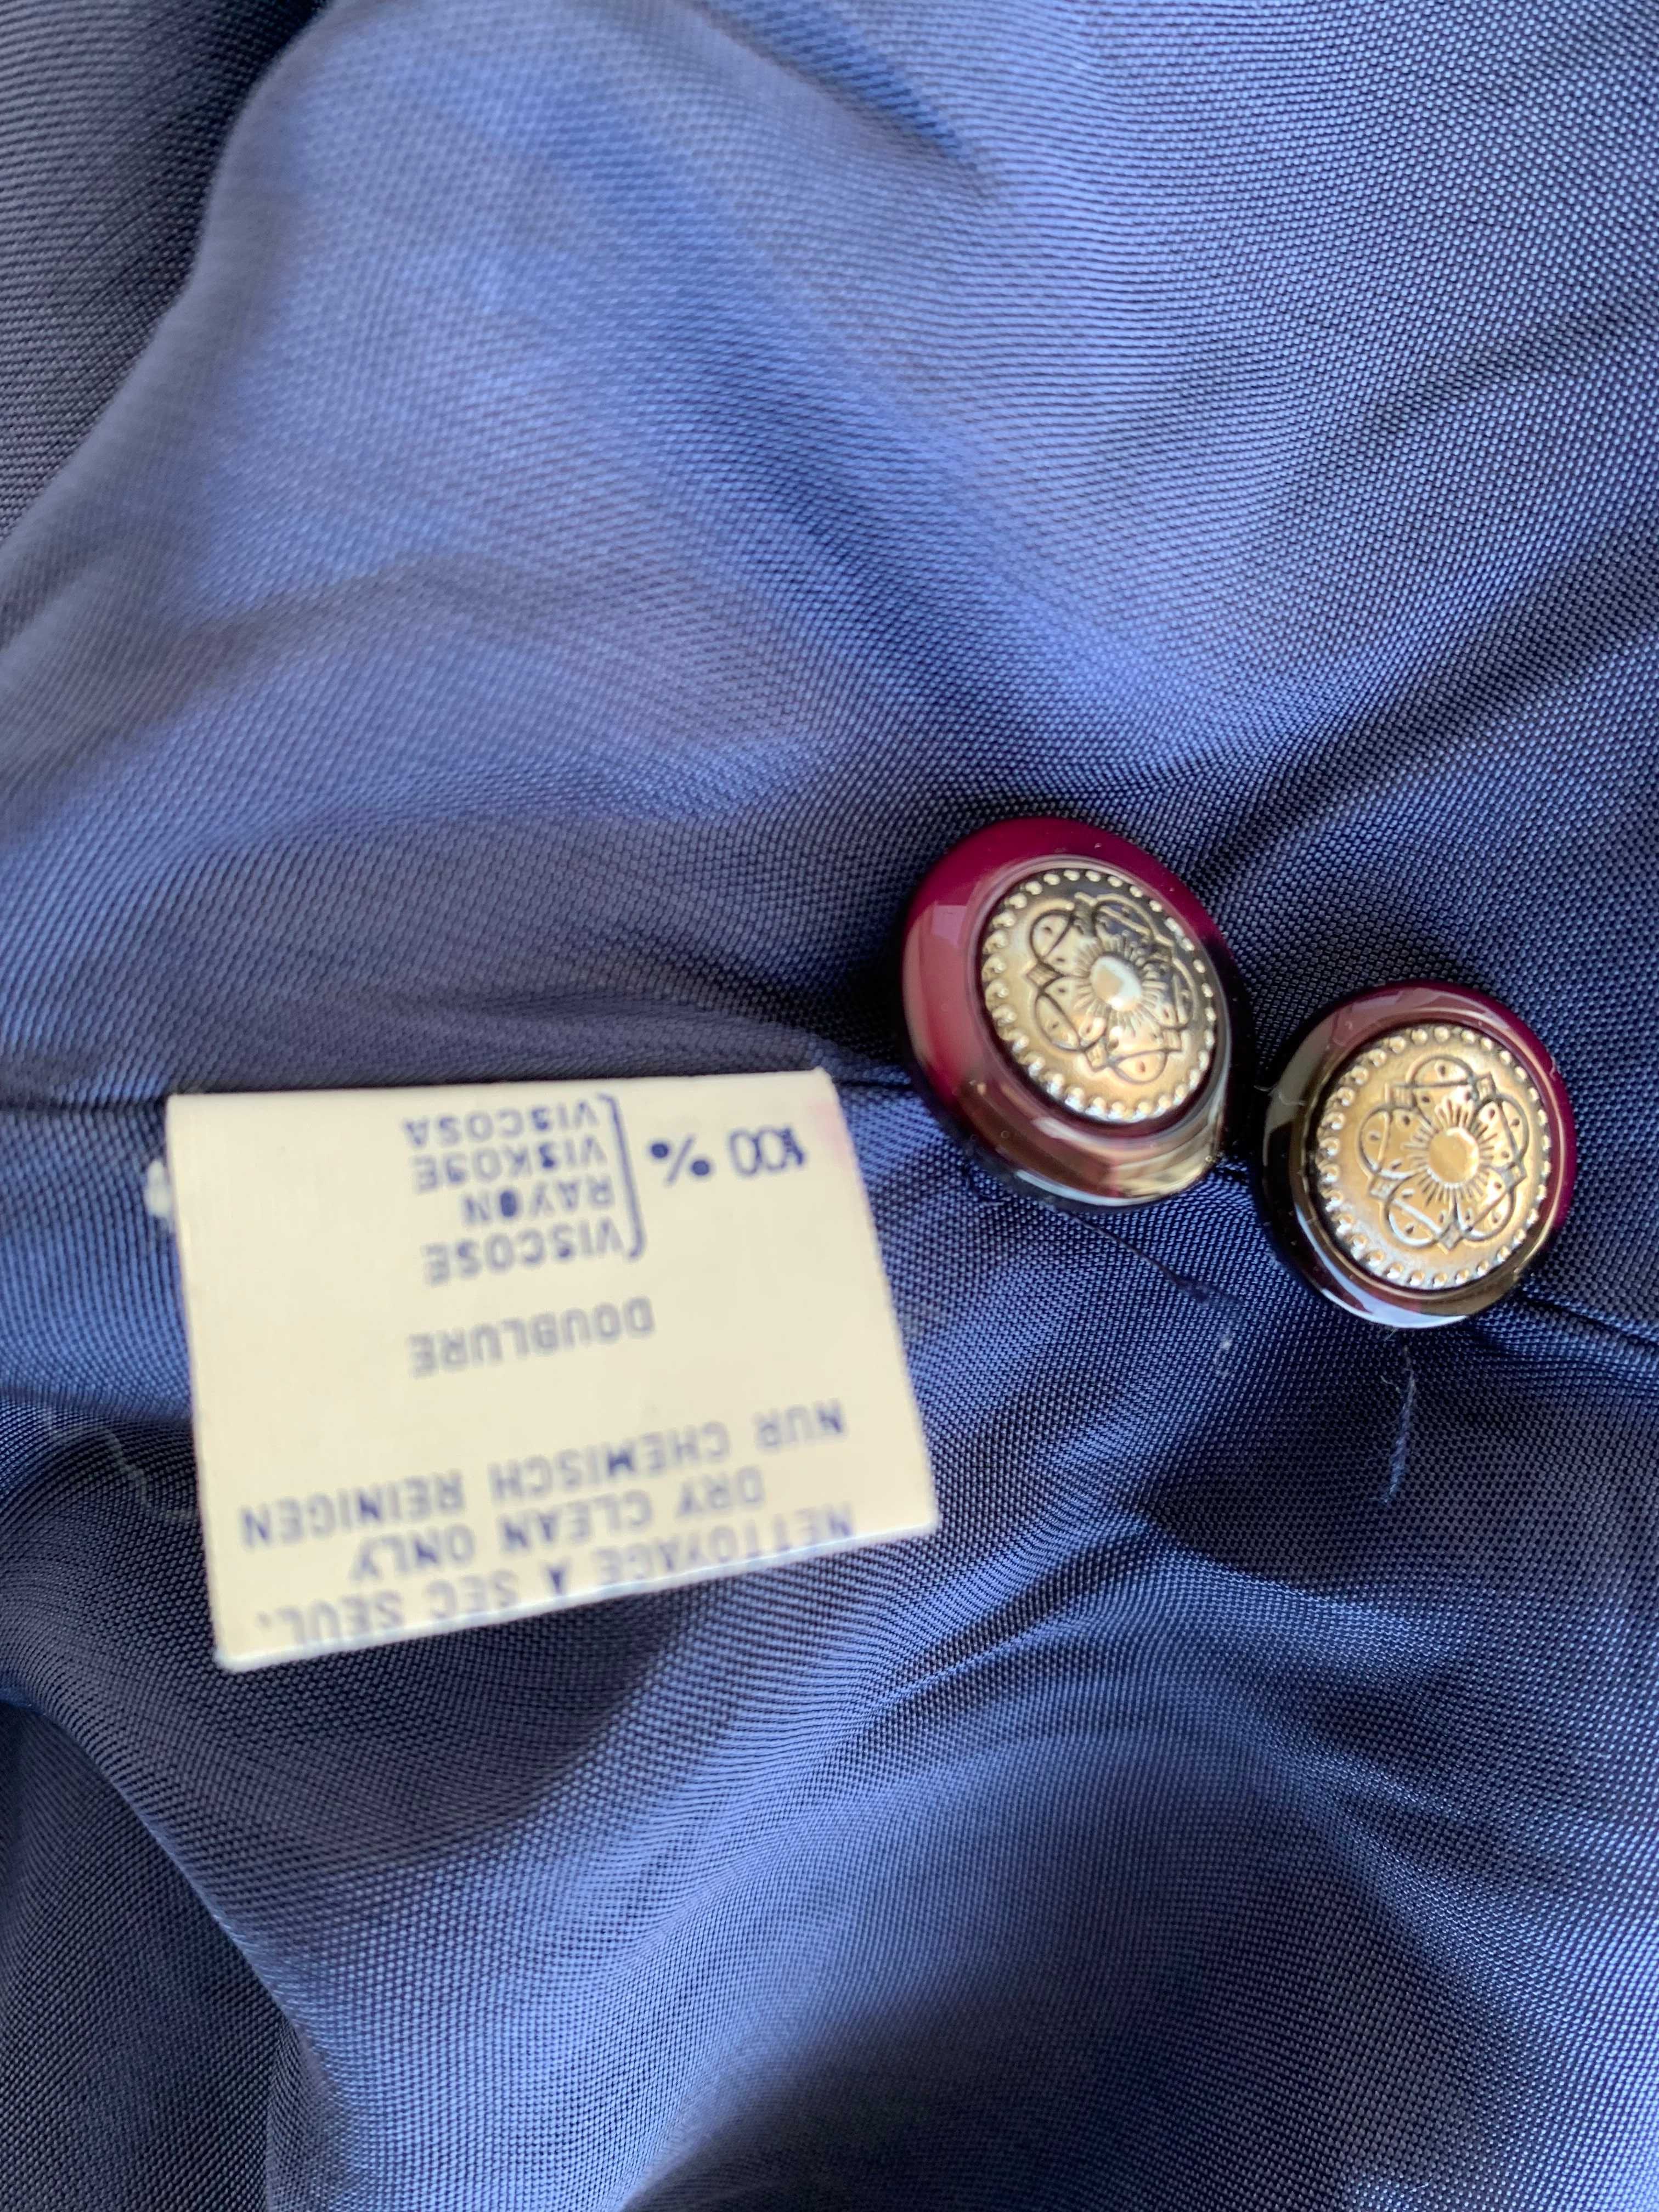 NETTOYAGE A SEC SEUL.
DRY CLEAN ONLY
NUR CHEMISCH REINIGEN
DOUBLURE
VISCOSE
RAYON
100 % VISKOSE
VISCOSA